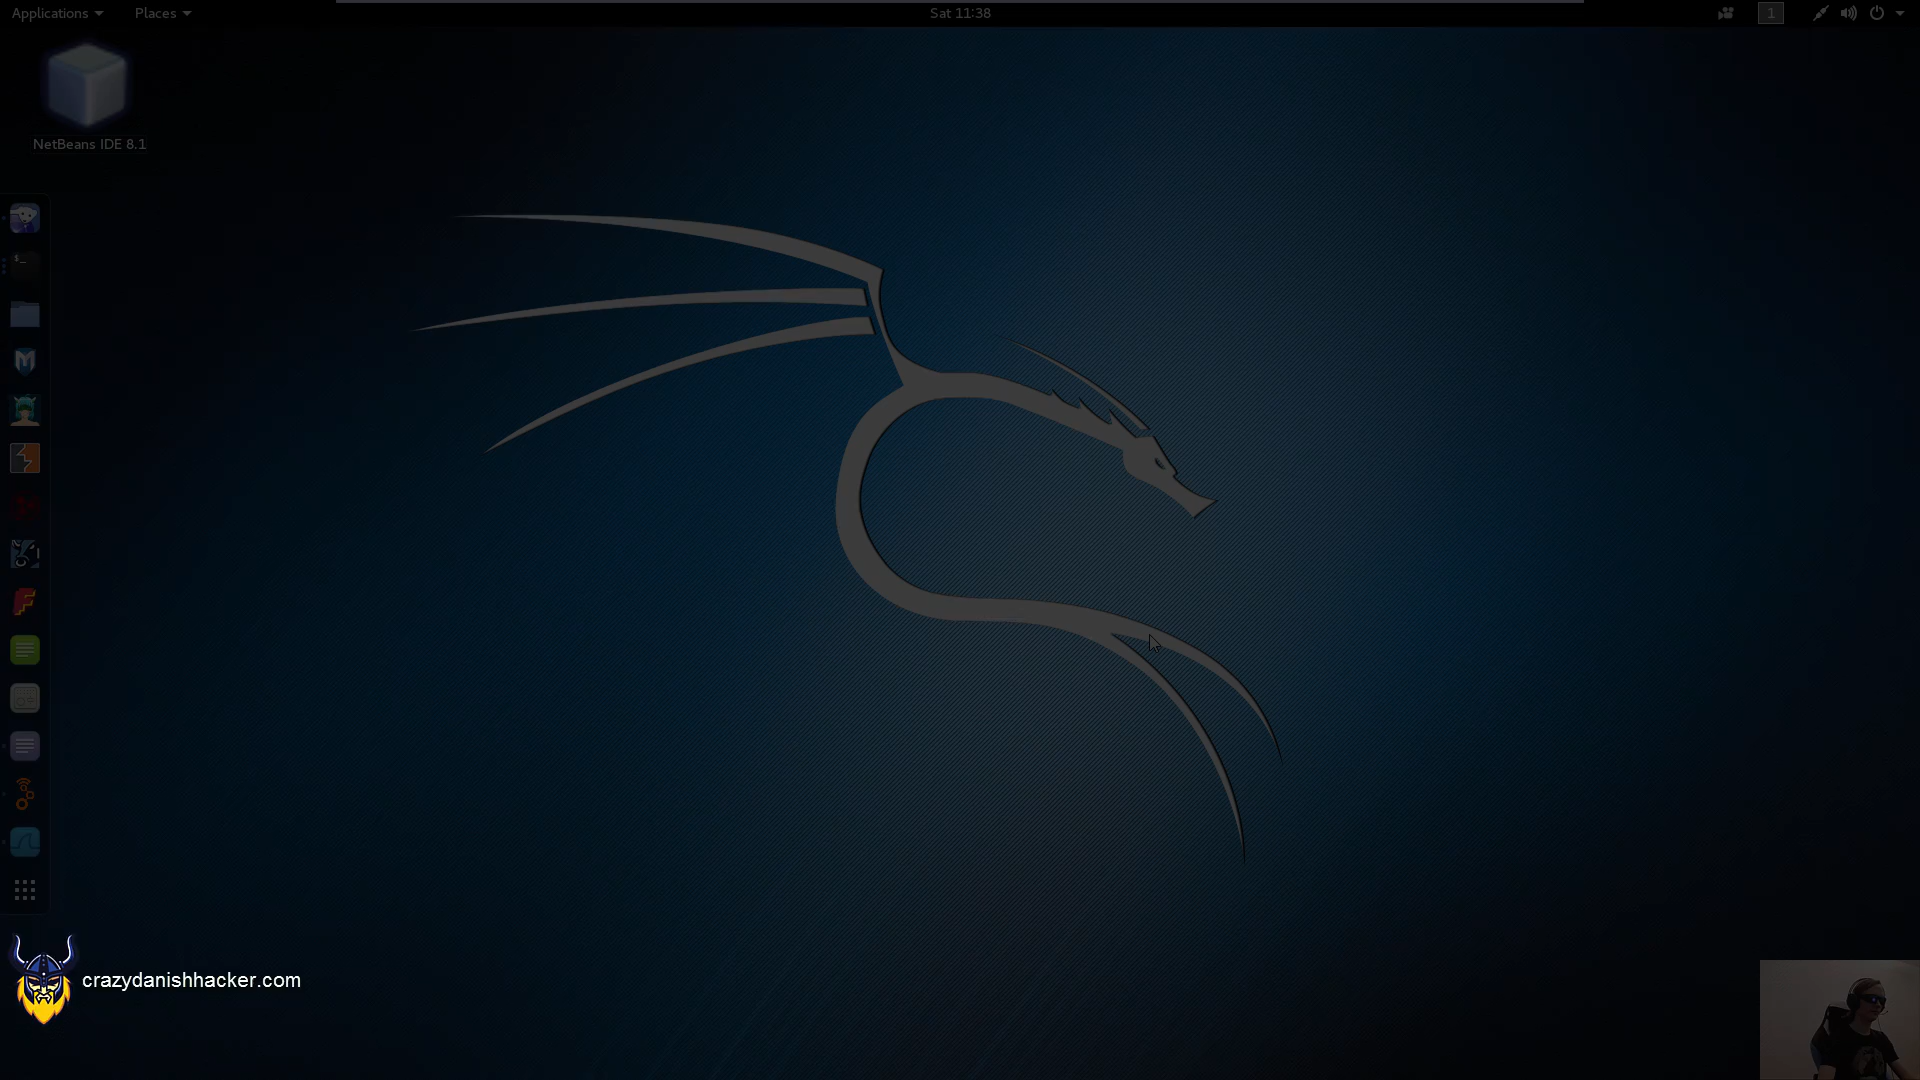 Applications
Places
Sat 11:38
1
NetBeans IDE 8.1
$_
crazydanishhacker.com